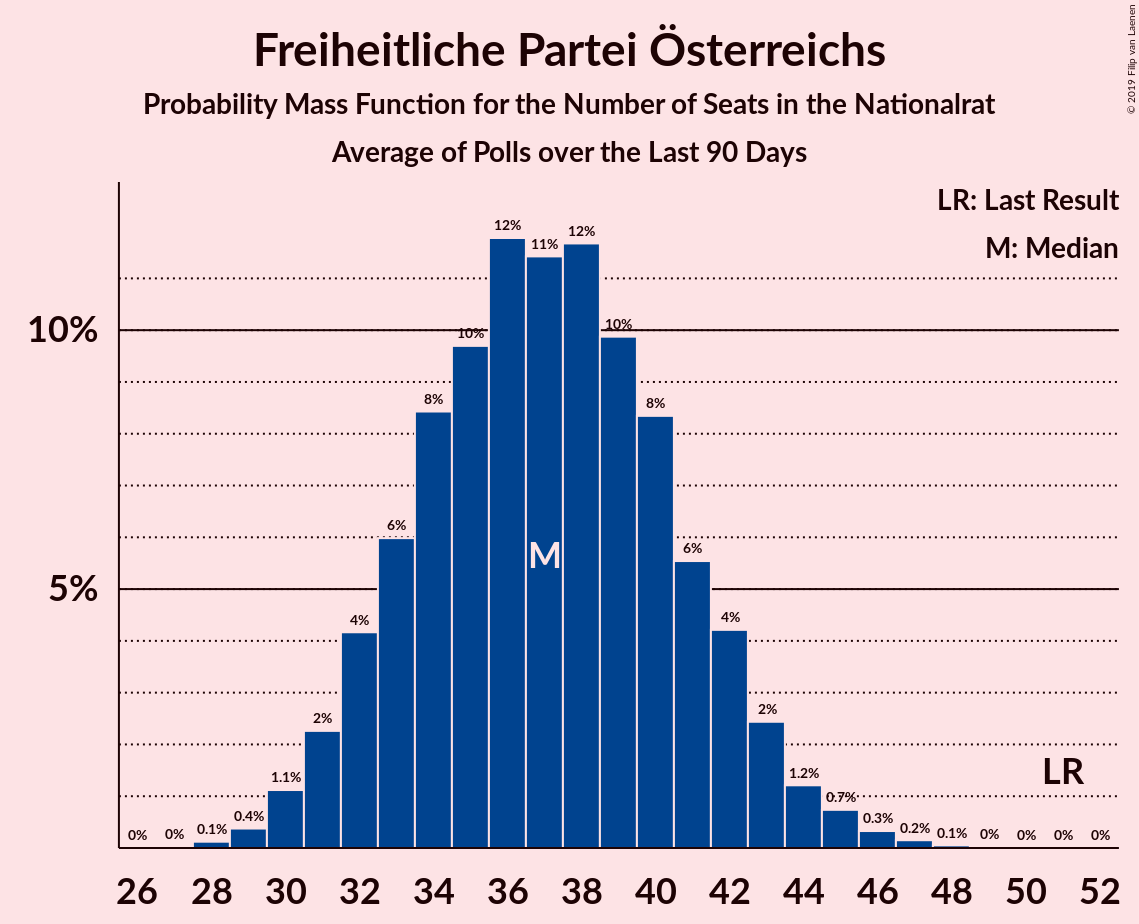 Freiheitliche Partei Österreichs
Probability Mass Function for the Number of Seats in the Nationalrat
Average of Polls over the Last 90 Days
© 2019 Filip van Laenen
LR: Last Result
M: Median
10%
5%
0% 0% 0.1% 0.4% 1.1% 2% 4% 6% 8% 10% 12% 11% 12% 10% 8% 6% 4% 2% 1.2% 0.7% 0.3% 0.2% 0.1% 0% 0% 0% 0%
M
LR
26 28 30 32 34 36 38 40 42 44 46 48 50 52